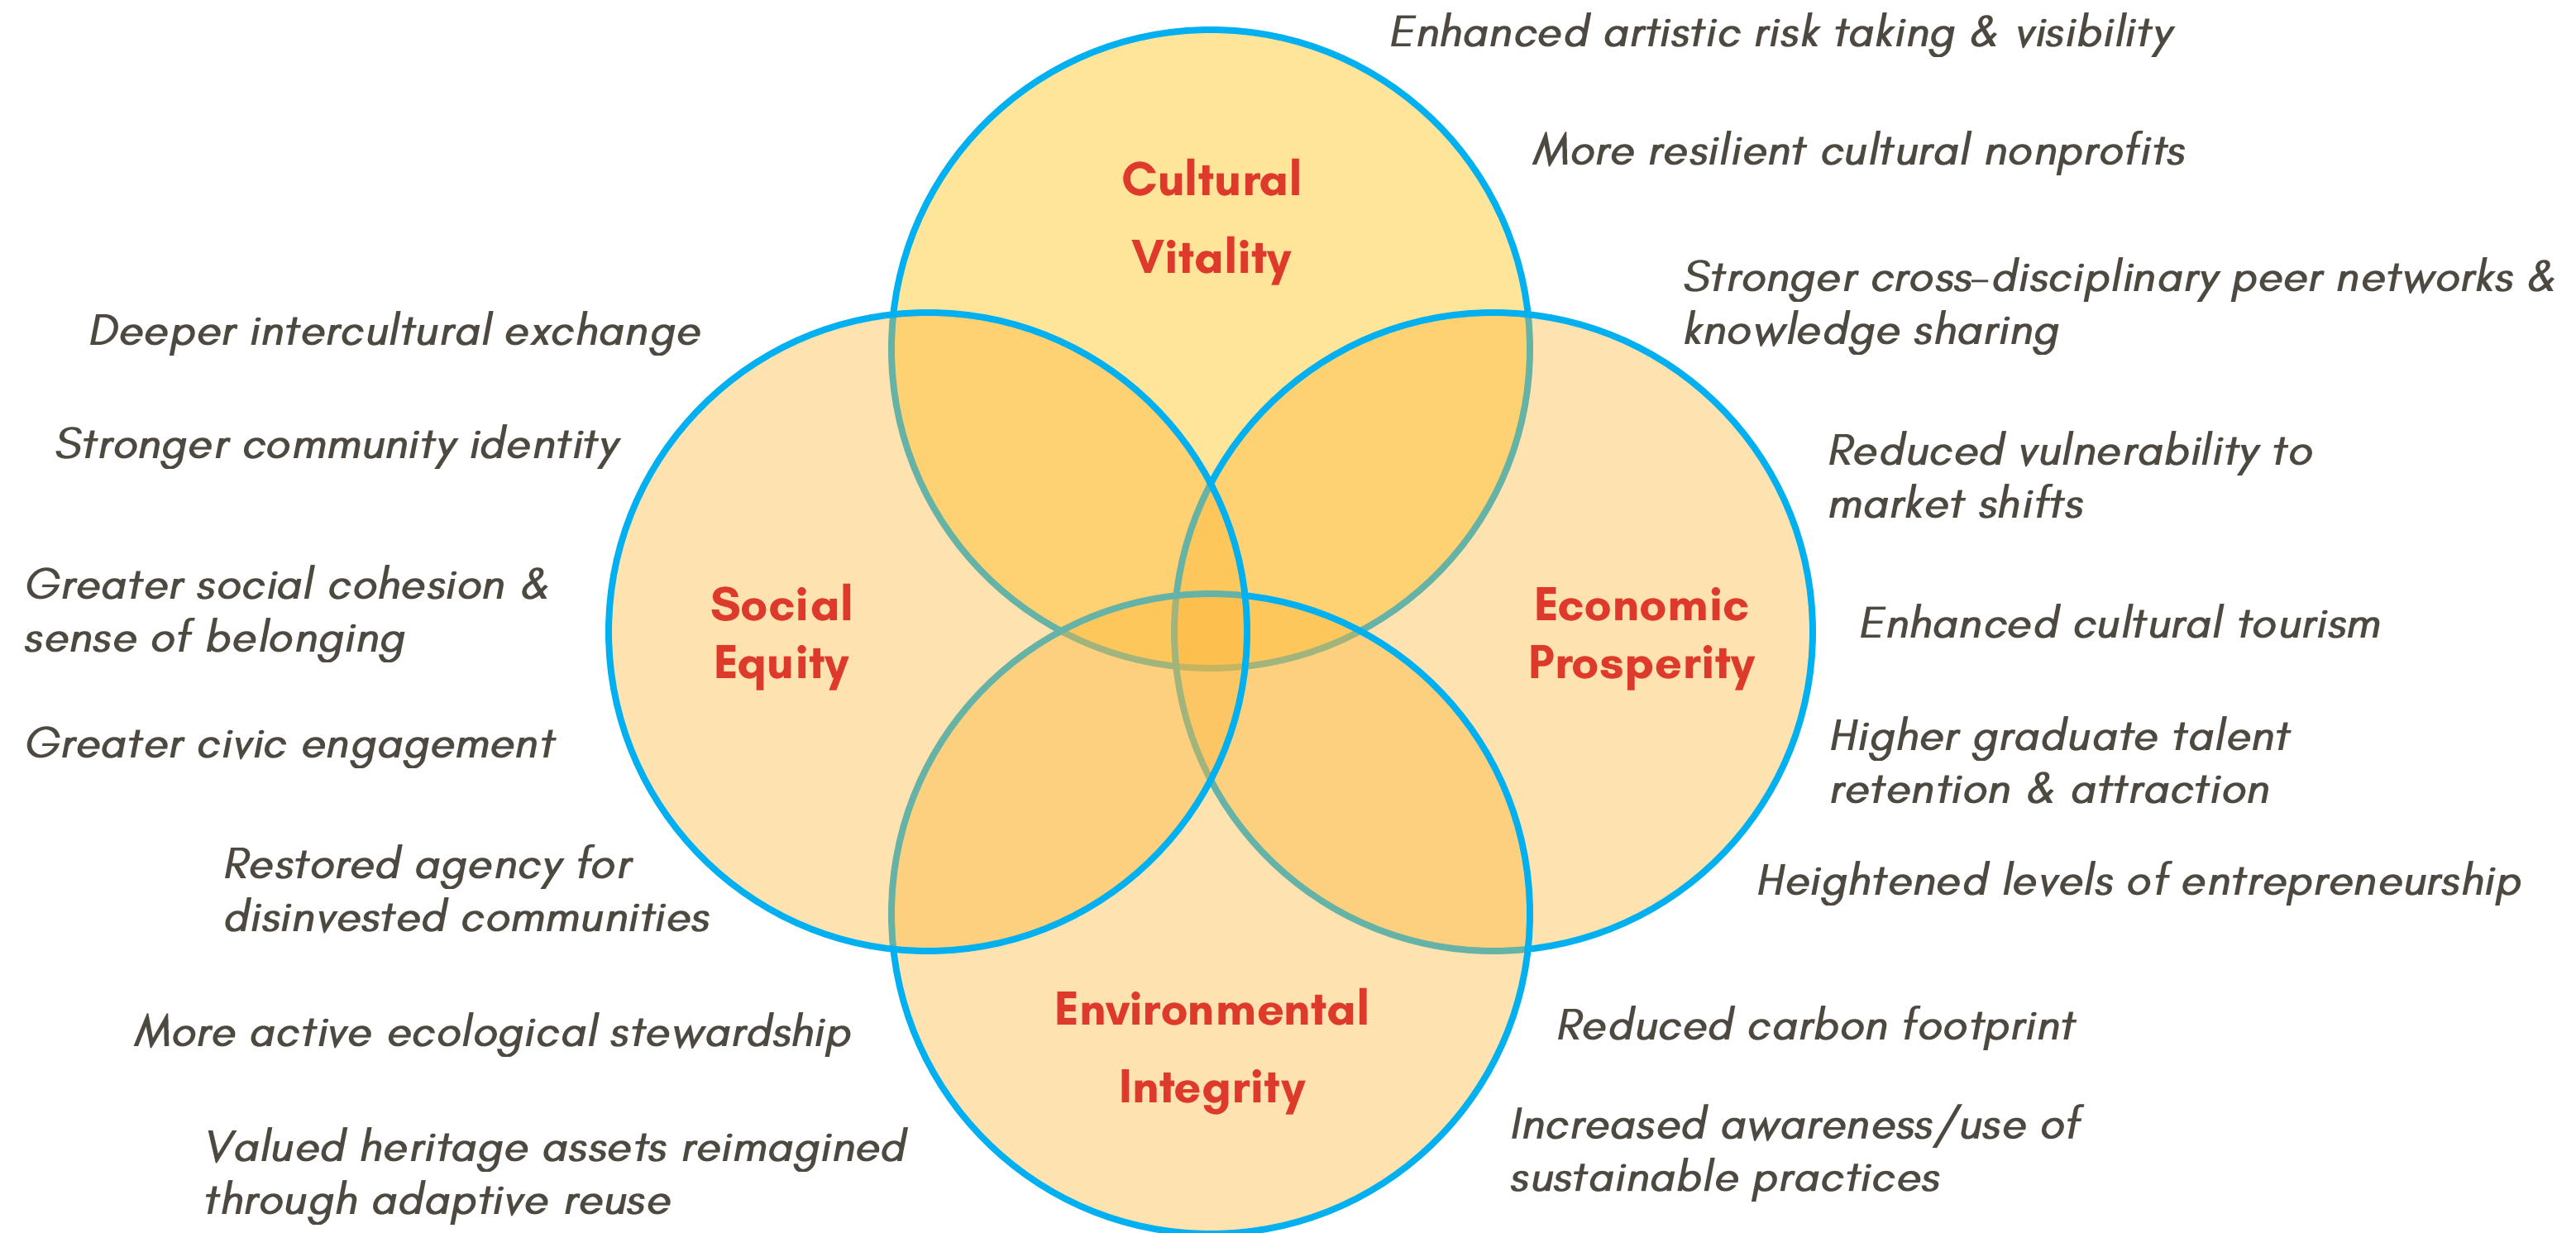 Enhanced artistic risk taking & visibility
More resilient cultural nonprofits
Cultural
Vitality
Stronger cross-disciplinary peer networks &
knowledge sharing
Deeper intercultural exchange
Stronger community identity
Reduced vulnerability to
market shifts
Greater social cohesion &
sense of belonging
Social
Equity
Economic
Prosperity
Enhanced cultural tourism
Greater civic engagement
Higher graduate talent
retention & attraction
Restored agency for
disinvested communities
Heightened levels of entrepreneurship
More active ecological stewardship
Environmental
Integrity
Reduced carbon footprint
Valued heritage assets reimagined
through adaptive reuse
Increased awareness/use of
sustainable practices